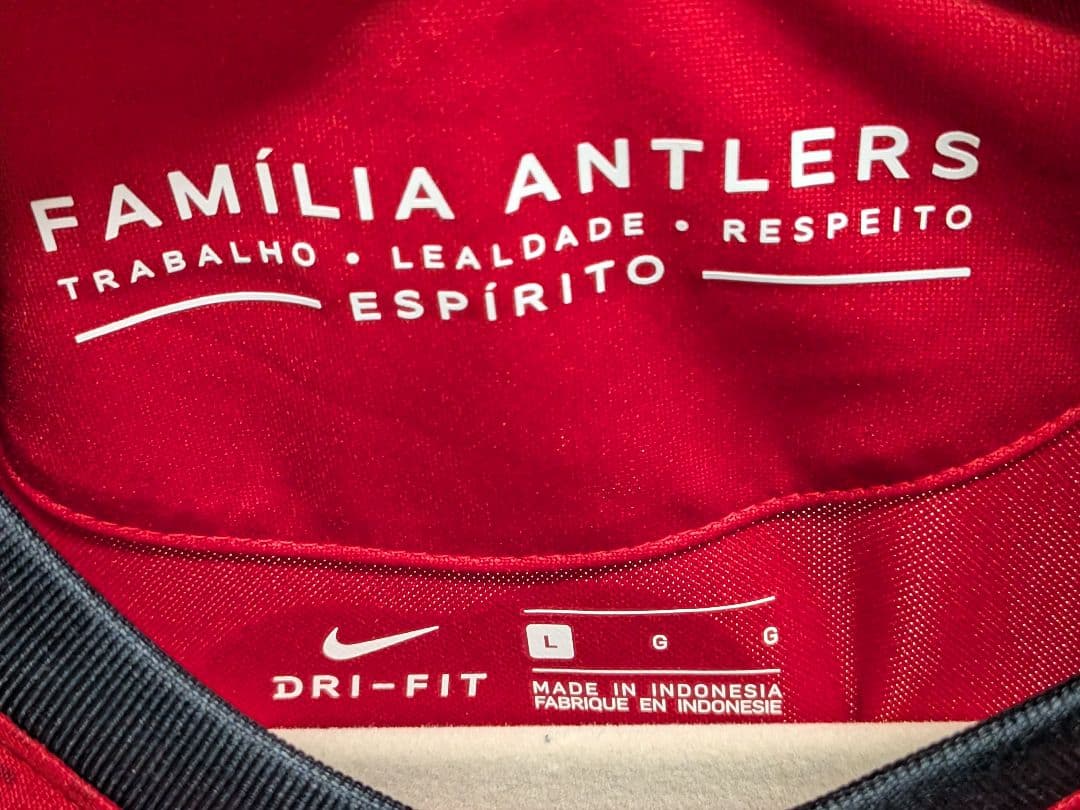 FAMÍLIA ANTLERS
TRABALHO • LEALDADE • RESPEITO
ESPÍRITO
DRI-FIT
L G G
MADE IN INDONESIA
FABRIQUE EN INDONESIE